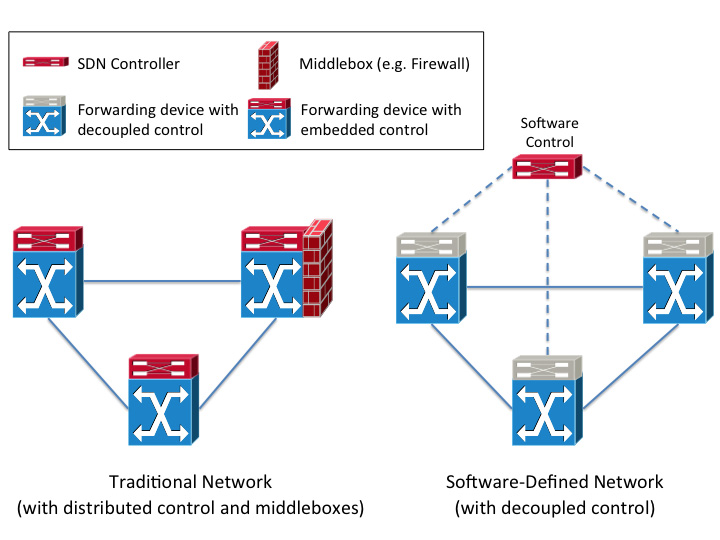 SDN Controller
Middlebox (e.g. Firewall)
Forwarding device with
decoupled control
Forwarding device with
embedded control
Software
Control
Traditional Network
(with distributed control and middleboxes)
Software-Defined Network
(with decoupled control)